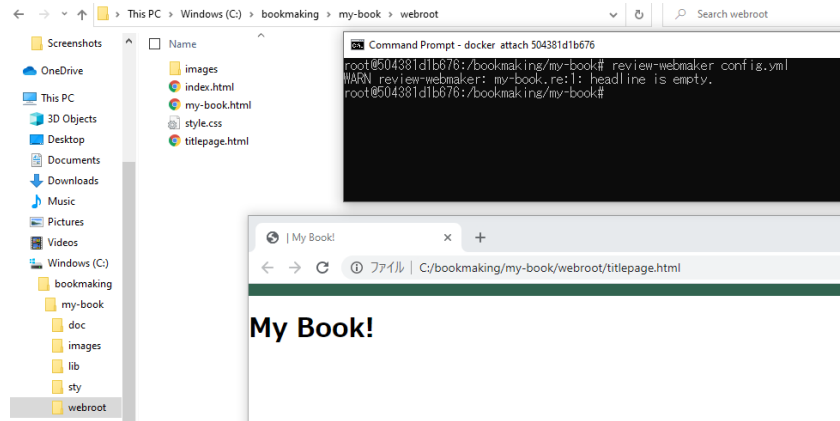 This PC > Windows (C:) > bookmaking > my-book > webroot
Search webroot
Screenshots
OneDrive
This PC
3D Objects
Desktop
Documents
Downloads
Music
Pictures
Videos
Windows (C:)
bookmaking
my-book
doc
images
lib
sty
webroot
Name
images
index.html
my-book.html
style.css
titlepage.html
Command Prompt - docker attach 504381d1b676
root@504381d1b676:/bookmaking/my-book# review-webmaker config.yml
WARN review-webmaker: my-book.re:1: headline is empty.
root@504381d1b676:/bookmaking/my-book#
| My Book!
ファイル | C:/bookmaking/my-book/webroot/titlepage.html
My Book!